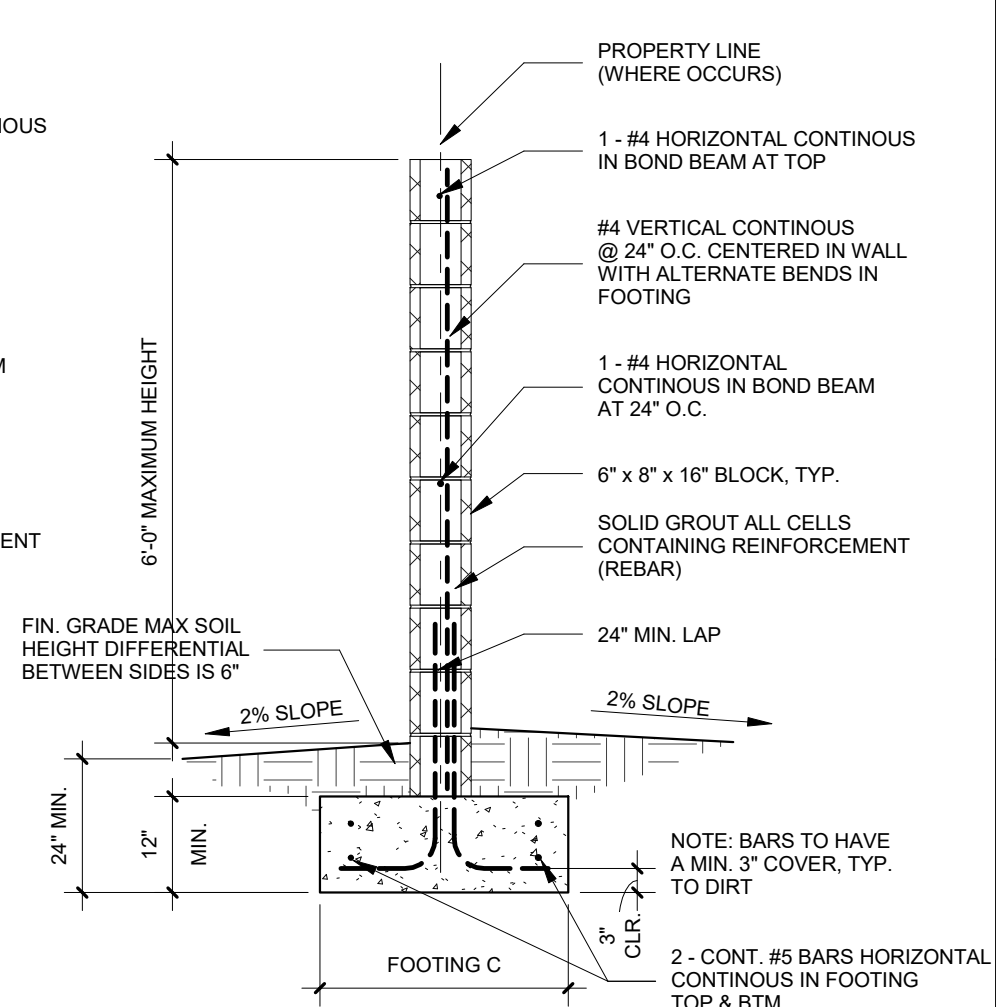 PROPERTY LINE
(WHERE OCCURS)
1 - #4 HORIZONTAL CONTINOUS
IN BOND BEAM AT TOP
#4 VERTICAL CONTINOUS
@ 24" O.C. CENTERED IN WALL
WITH ALTERNATE BENDS IN
FOOTING
1 - #4 HORIZONTAL
CONTINOUS IN BOND BEAM
AT 24" O.C.
6" x 8" x 16" BLOCK, TYP.
SOLID GROUT ALL CELLS
CONTAINING REINFORCEMENT
(REBAR)
24" MIN. LAP
6'-0" MAXIMUM HEIGHT
FIN. GRADE MAX SOIL
HEIGHT DIFFERENTIAL
BETWEEN SIDES IS 6"
2% SLOPE
2% SLOPE
24" MIN.
12"
MIN.
NOTE: BARS TO HAVE
A MIN. 3" COVER, TYP.
TO DIRT
3"
CLR.
FOOTING C
2 - CONT. #5 BARS HORIZONTAL
CONTINOUS IN FOOTING
TOP & BTM